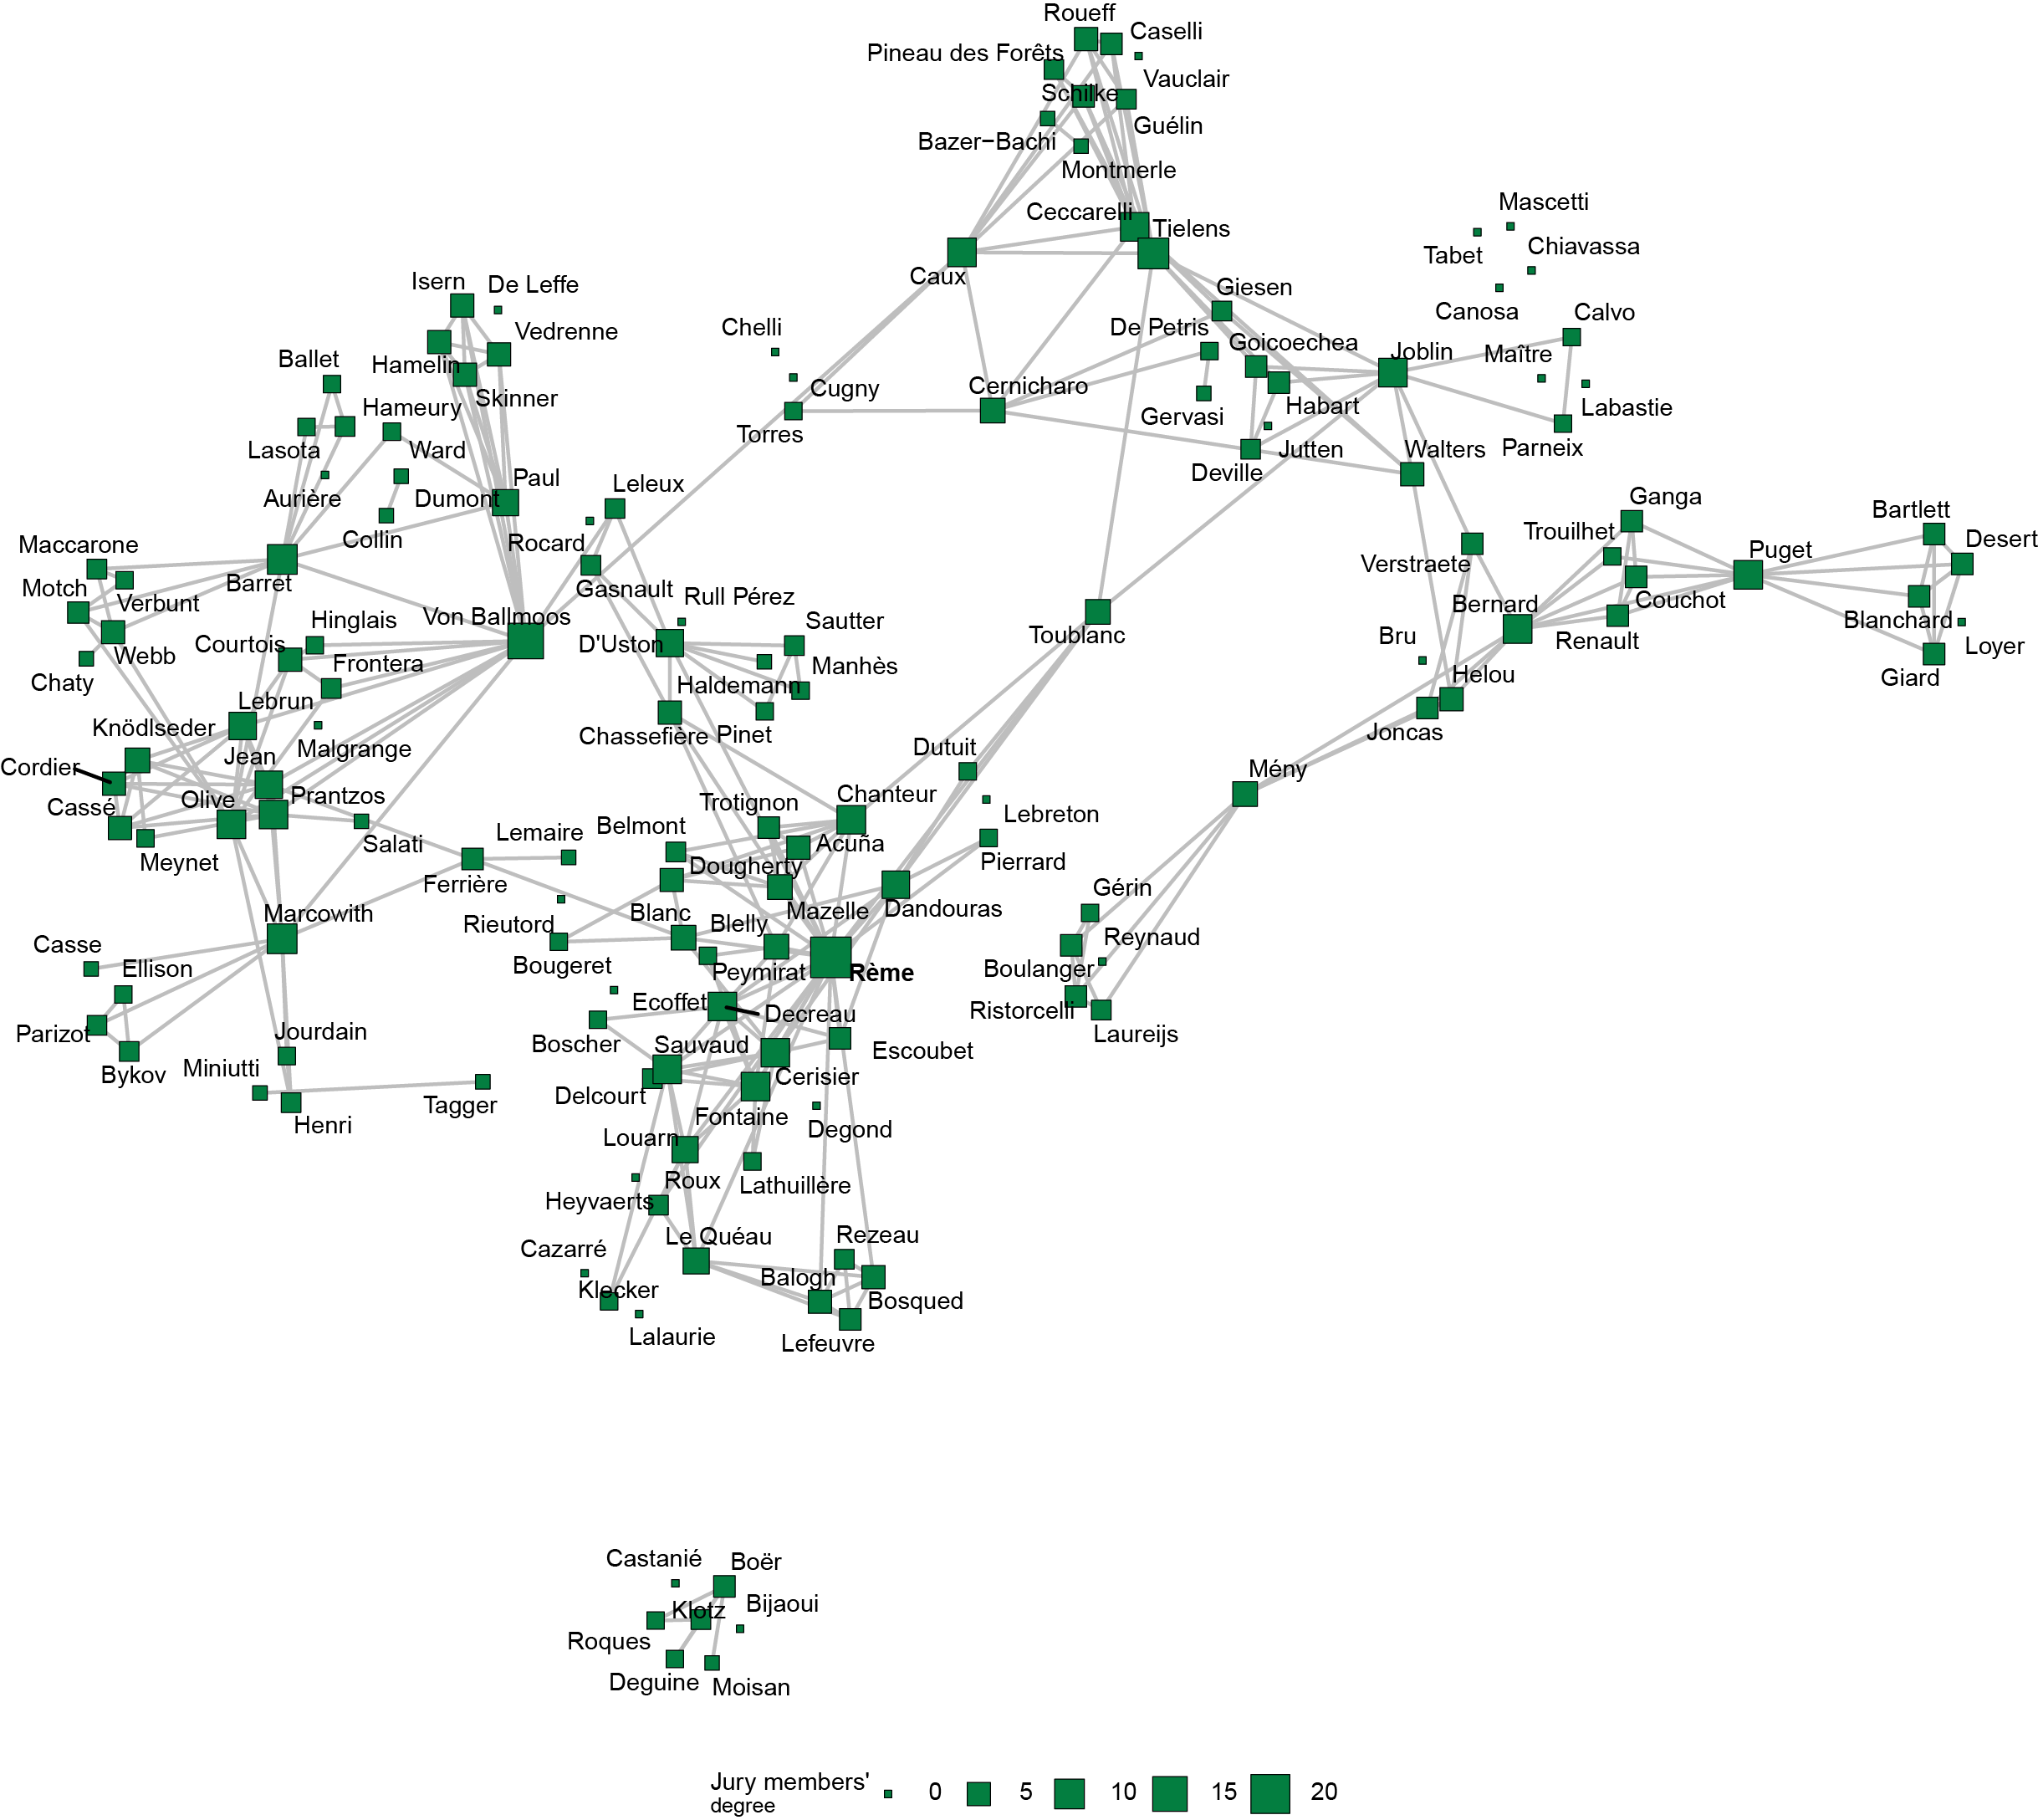 Roueff
Caselli
Pineau des Forêts
Vauclair
Schilke
Guélin
Bazer−Bachi
Montmerle
Mascetti
Ceccarelli
Tielens
Chiavassa
Tabet
Caux
Isern
De Leffe
Giesen
Canosa
Calvo
Chelli
De Petris
Vedrenne
Goicoechea
Joblin
Maître
Ballet
Hamelin
Cugny
Cernicharo
Skinner
Hameury
Habart
Labastie
Gervasi
Torres
Lasota
Ward
Jutten
Walters
Parneix
Deville
Paul
Leleux
Aurière
Dumont
Ganga
Bartlett
Trouilhet
Collin
Rocard
Desert
Maccarone
Puget
Verstraete
Barret
Motch
Gasnault
Rull Pérez
Verbunt
Bernard
Couchot
Hinglais
Von Ballmoos
Sautter
Blanchard
Courtois
D'Uston
Toublanc
Bru
Renault
Loyer
Webb
Frontera
Manhès
Chaty
Haldemann
Helou
Giard
Lebrun
Knödlseder
Chassefière
Pinet
Joncas
Jean
Malgrange
Dutuit
Cordier
Mény
Cassé
Olive
Prantzos
Trotignon
Chanteur
Lebreton
Belmont
Lemaire
Acuña
Salati
Meynet
Dougherty
Pierrard
Ferrière
Gérin
Marcowith
Blanc
Mazelle
Dandouras
Rieutord
Blelly
Casse
Reynaud
Ellison
Bougeret
Peymirat
Rème
Boulanger
Ecoffet
Decreau
Ristorcelli
Parizot
Jourdain
Boscher
Sauvaud
Escoubet
Laureijs
Miniutti
Bykov
Cerisier
Delcourt
Tagger
Fontaine
Henri
Degond
Louarn
Roux
Lathuillère
Heyvaerts
Le Quéau
Rezeau
Cazarré
Balogh
Klecker
Bosqued
Lalaurie
Lefeuvre
Castanié
Boër
Klotz
Bijaoui
Roques
Deguine
Moisan
Jury members'
degree
0 5 10 15 20